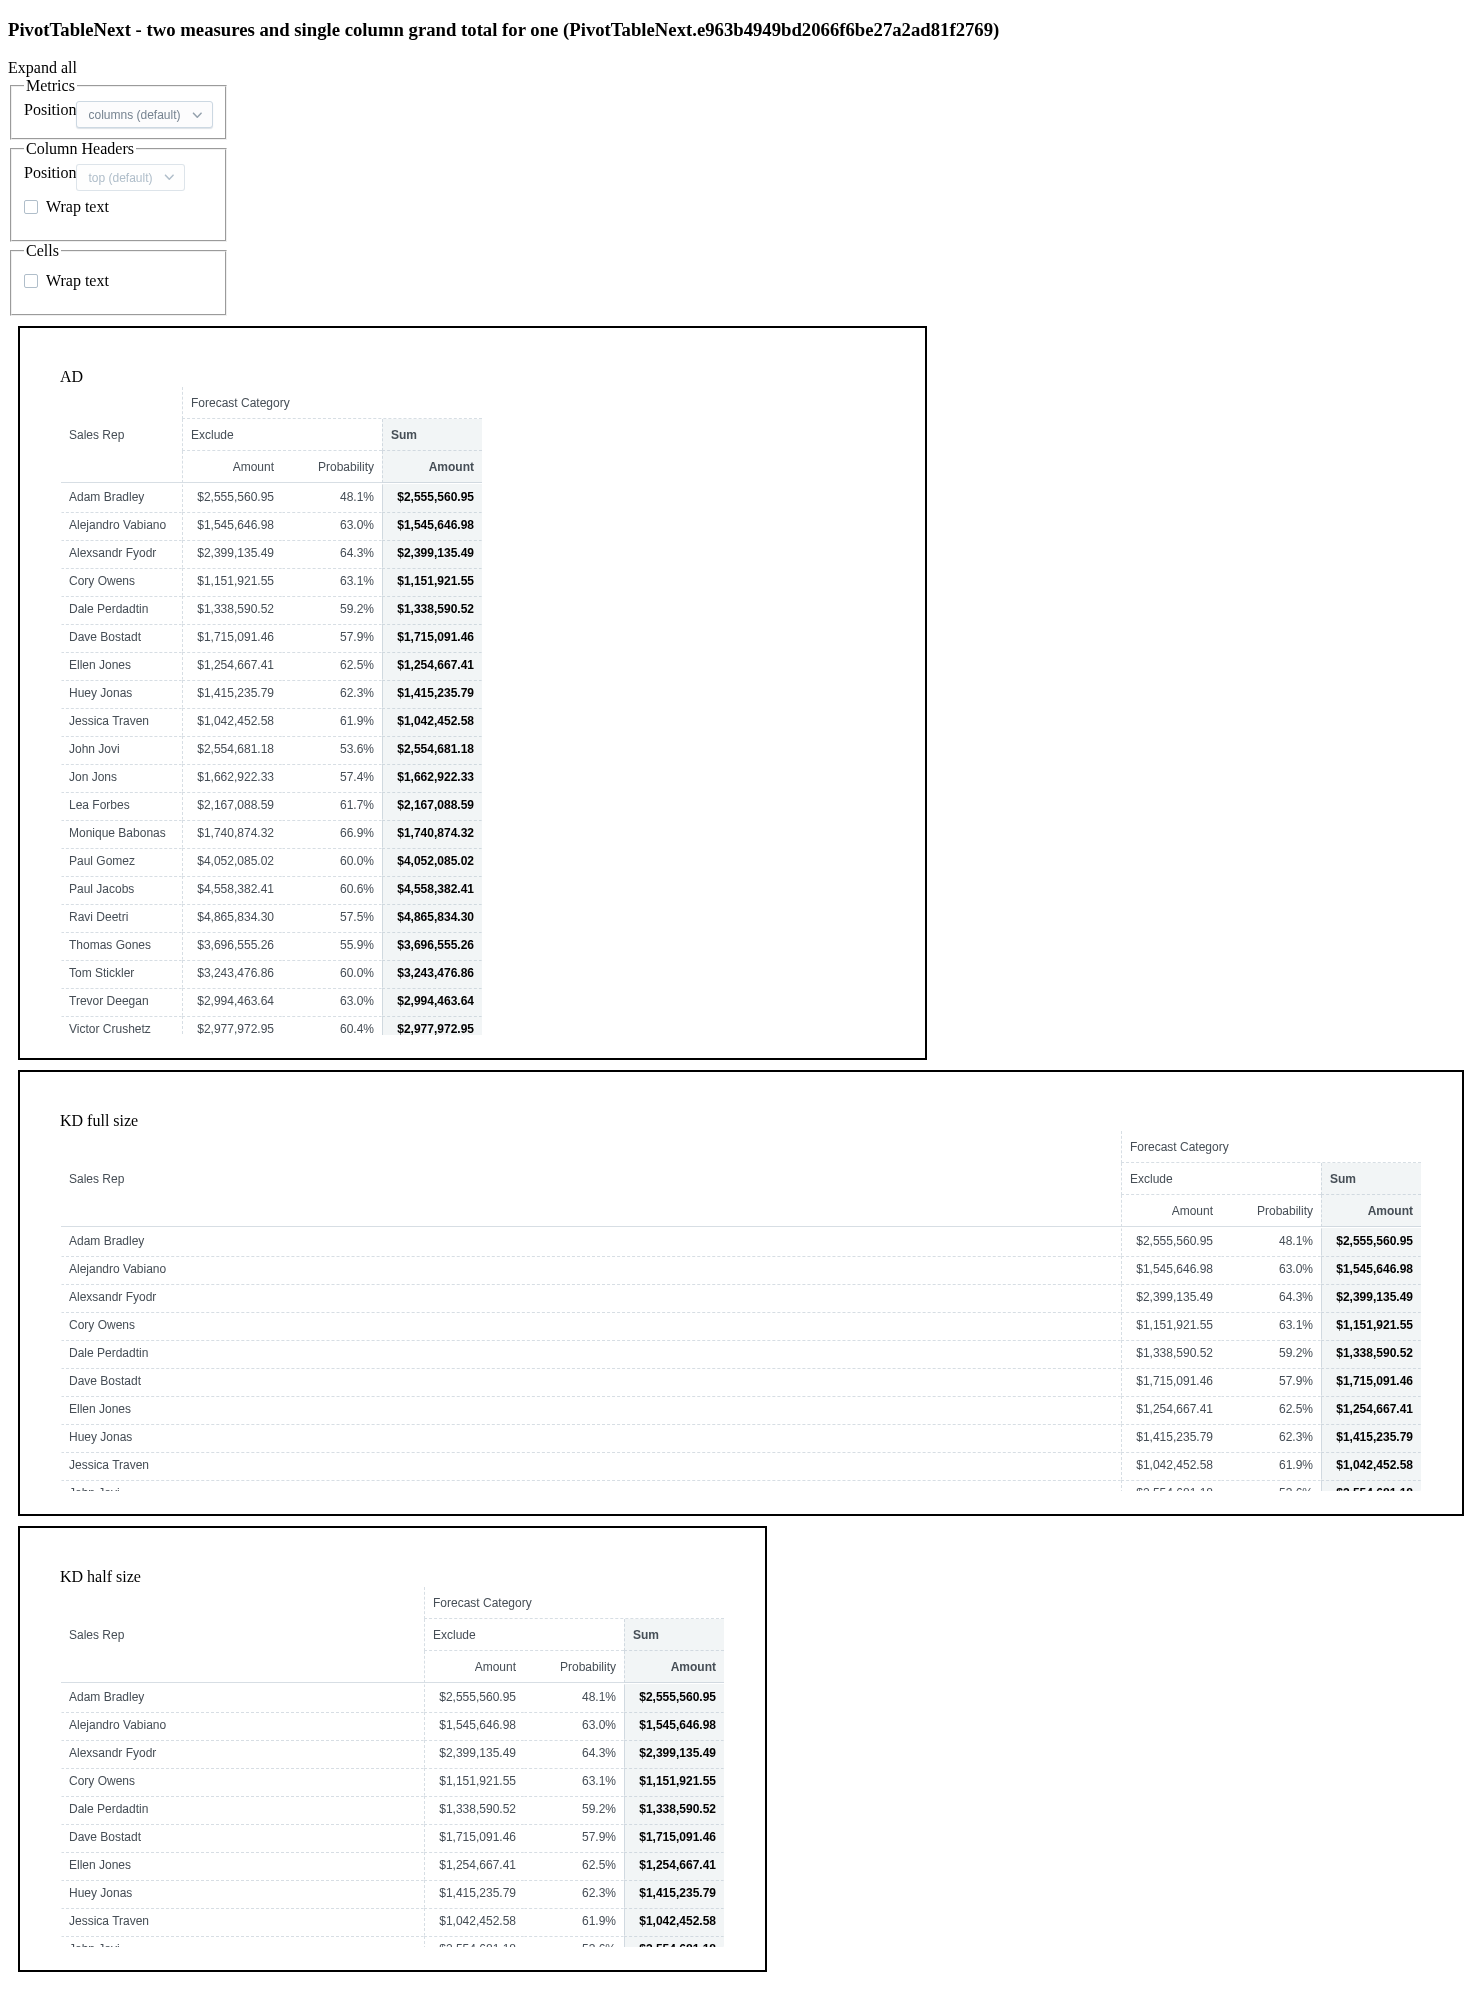 PivotTableNext - two measures and single column grand total for one (PivotTableNext.e963b4949bd2066f6be27a2ad81f2769)
Expand all
Metrics
Position columns (default)
Column Headers
Position top (default)
Wrap text
Cells
Wrap text
AD
Forecast Category
Sales Rep Exclude Sum
Amount Probability Amount
Adam Bradley $2,555,560.95 48.1% $2,555,560.95
Alejandro Vabiano $1,545,646.98 63.0% $1,545,646.98
Alexsandr Fyodr $2,399,135.49 64.3% $2,399,135.49
Cory Owens $1,151,921.55 63.1% $1,151,921.55
Dale Perdadtin $1,338,590.52 59.2% $1,338,590.52
Dave Bostadt $1,715,091.46 57.9% $1,715,091.46
Ellen Jones $1,254,667.41 62.5% $1,254,667.41
Huey Jonas $1,415,235.79 62.3% $1,415,235.79
Jessica Traven $1,042,452.58 61.9% $1,042,452.58
John Jovi $2,554,681.18 53.6% $2,554,681.18
Jon Jons $1,662,922.33 57.4% $1,662,922.33
Lea Forbes $2,167,088.59 61.7% $2,167,088.59
Monique Babonas $1,740,874.32 66.9% $1,740,874.32
Paul Gomez $4,052,085.02 60.0% $4,052,085.02
Paul Jacobs $4,558,382.41 60.6% $4,558,382.41
Ravi Deetri $4,865,834.30 57.5% $4,865,834.30
Thomas Gones $3,696,555.26 55.9% $3,696,555.26
Tom Stickler $3,243,476.86 60.0% $3,243,476.86
Trevor Deegan $2,994,463.64 63.0% $2,994,463.64
Victor Crushetz $2,977,972.95 60.4% $2,977,972.95
KD full size
Forecast Category
Sales Rep Exclude Sum
Amount Probability Amount
Adam Bradley $2,555,560.95 48.1% $2,555,560.95
Alejandro Vabiano $1,545,646.98 63.0% $1,545,646.98
Alexsandr Fyodr $2,399,135.49 64.3% $2,399,135.49
Cory Owens $1,151,921.55 63.1% $1,151,921.55
Dale Perdadtin $1,338,590.52 59.2% $1,338,590.52
Dave Bostadt $1,715,091.46 57.9% $1,715,091.46
Ellen Jones $1,254,667.41 62.5% $1,254,667.41
Huey Jonas $1,415,235.79 62.3% $1,415,235.79
Jessica Traven $1,042,452.58 61.9% $1,042,452.58
KD half size
Forecast Category
Sales Rep Exclude Sum
Amount Probability Amount
Adam Bradley $2,555,560.95 48.1% $2,555,560.95
Alejandro Vabiano $1,545,646.98 63.0% $1,545,646.98
Alexsandr Fyodr $2,399,135.49 64.3% $2,399,135.49
Cory Owens $1,151,921.55 63.1% $1,151,921.55
Dale Perdadtin $1,338,590.52 59.2% $1,338,590.52
Dave Bostadt $1,715,091.46 57.9% $1,715,091.46
Ellen Jones $1,254,667.41 62.5% $1,254,667.41
Huey Jonas $1,415,235.79 62.3% $1,415,235.79
Jessica Traven $1,042,452.58 61.9% $1,042,452.58